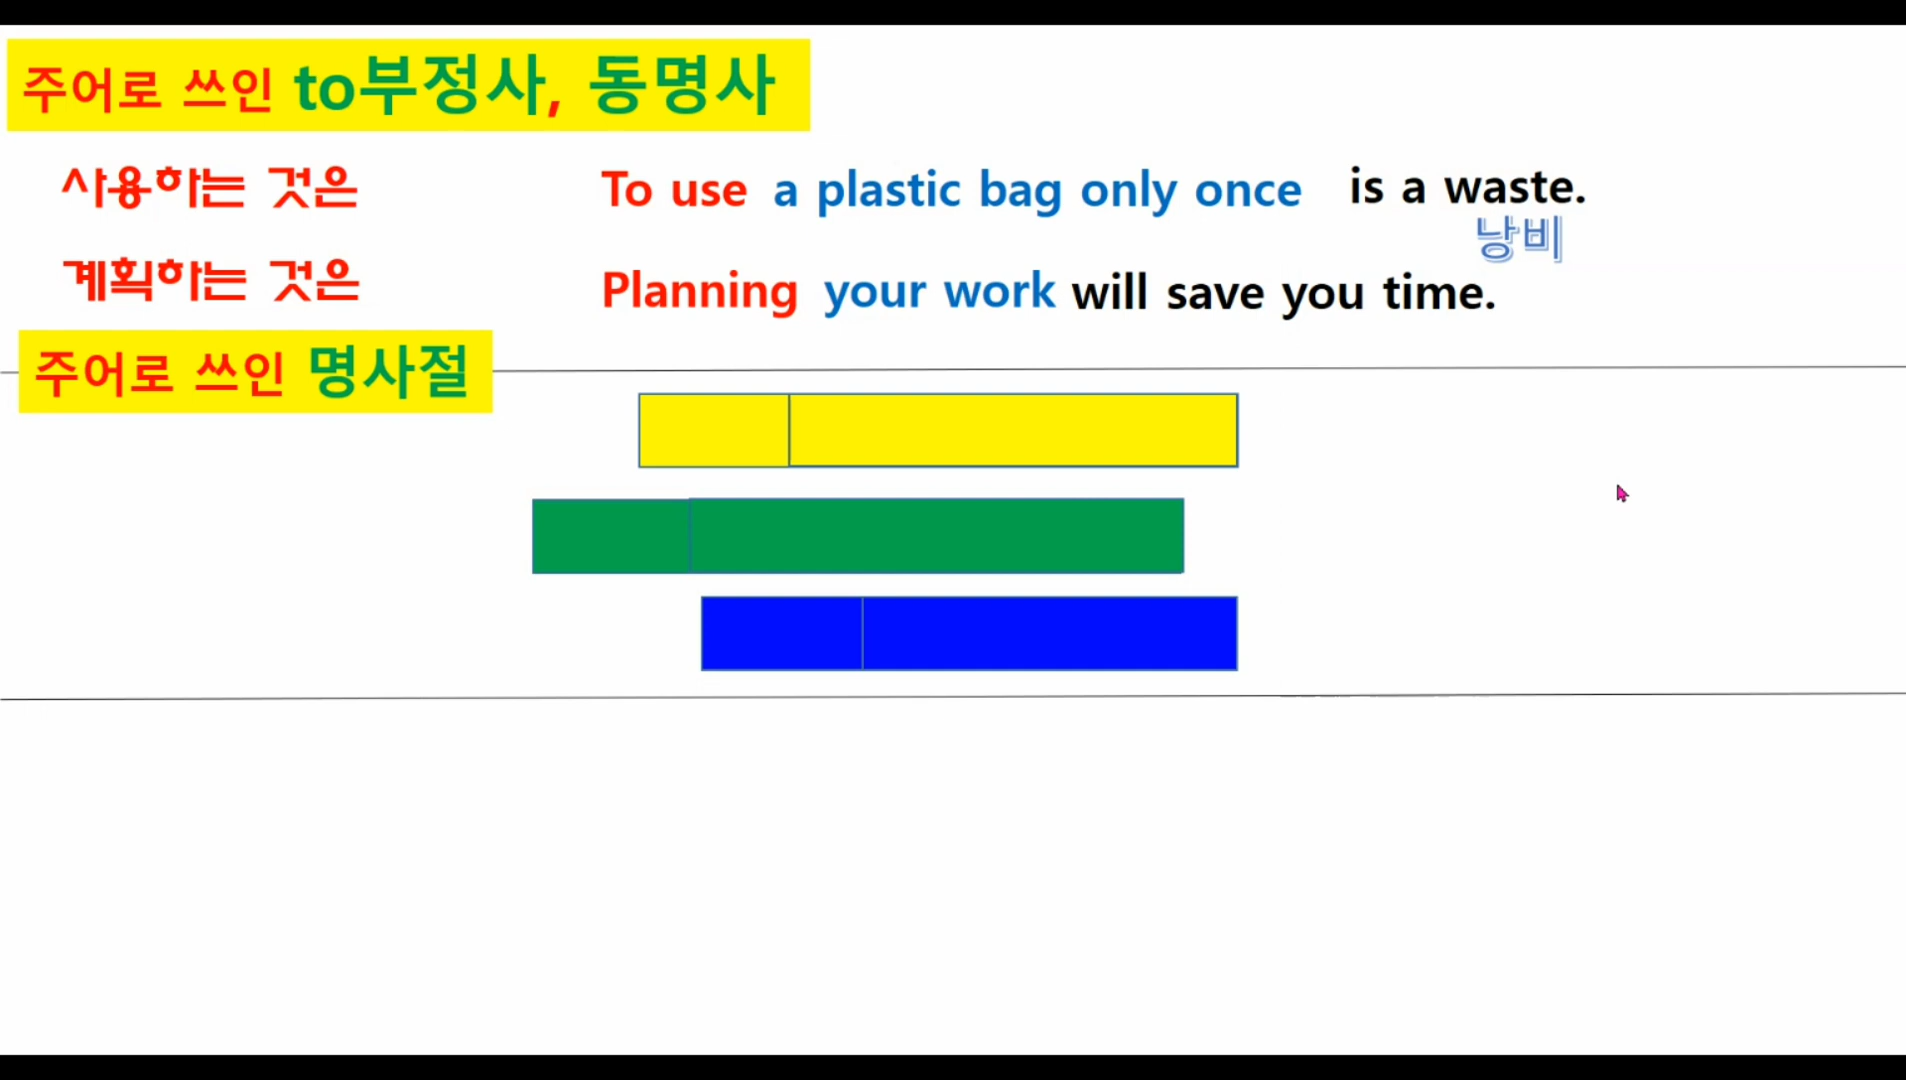 주어로 쓰인 to부정사, 동명사
사용하는 것은 To use a plastic bag only once is a waste.
낭비
계획하는 것은 Planning your work will save you time.
주어로 쓰인 명사절